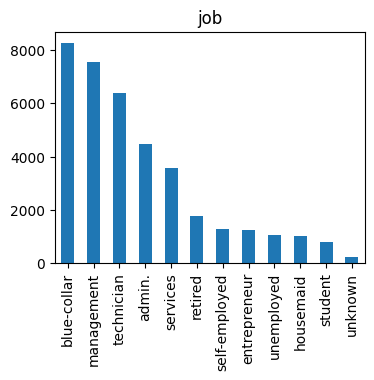 job
8000
6000
4000
2000
0
blue-collar
management
technician
admin.
services
retired
self-employed
entrepreneur
unemployed
housemaid
student
unknown